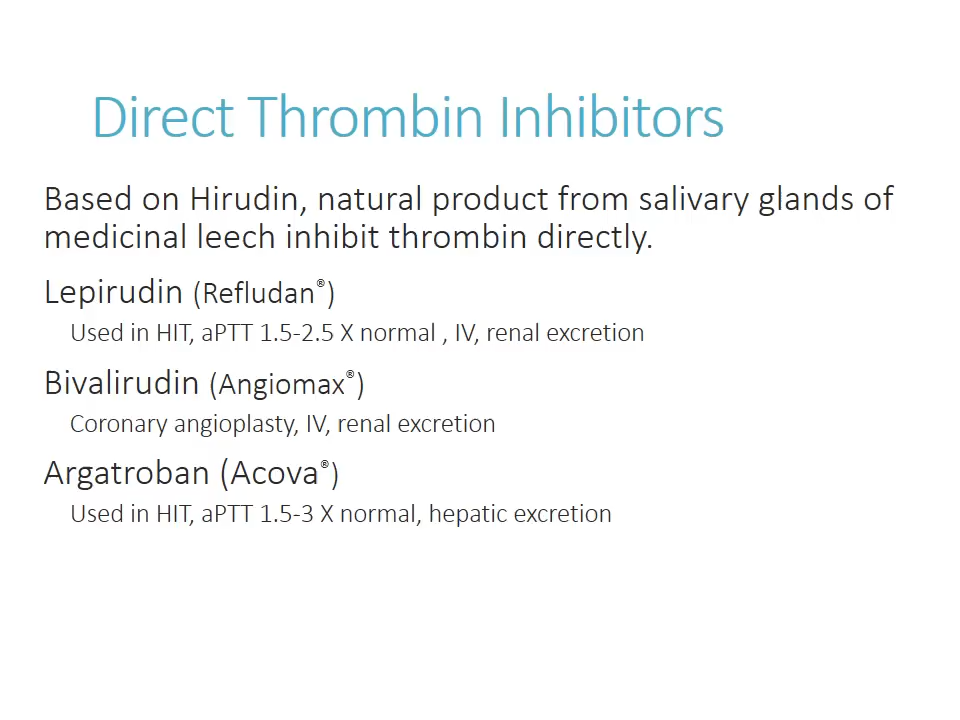 Direct Thrombin Inhibitors
Based on Hirudin, natural product from salivary glands of
medicinal leech inhibit thrombin directly.
Lepirudin (Refludan®)
Used in HIT, aPTT 1.5-2.5 X normal , IV, renal excretion
Bivalirudin (Angiomax®)
Coronary angioplasty, IV, renal excretion
Argatroban (Acova®)
Used in HIT, aPTT 1.5-3 X normal, hepatic excretion